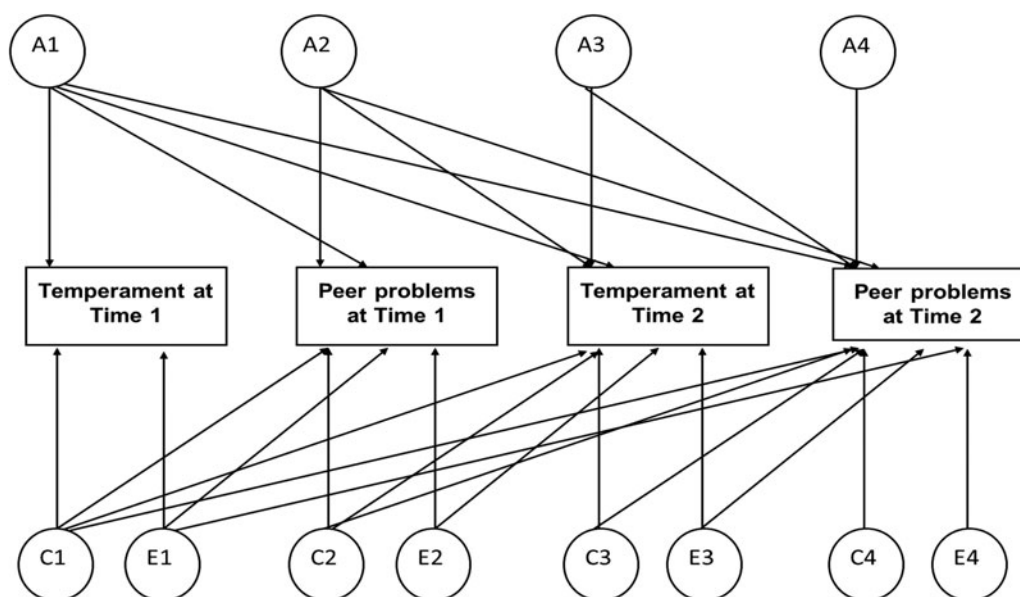 A1
A2
A3
A4
Temperament at
Time 1
Peer problems
at Time 1
Temperament at
Time 2
Peer problems
at Time 2
C1
E1
C2
E2
C3
E3
C4
E4